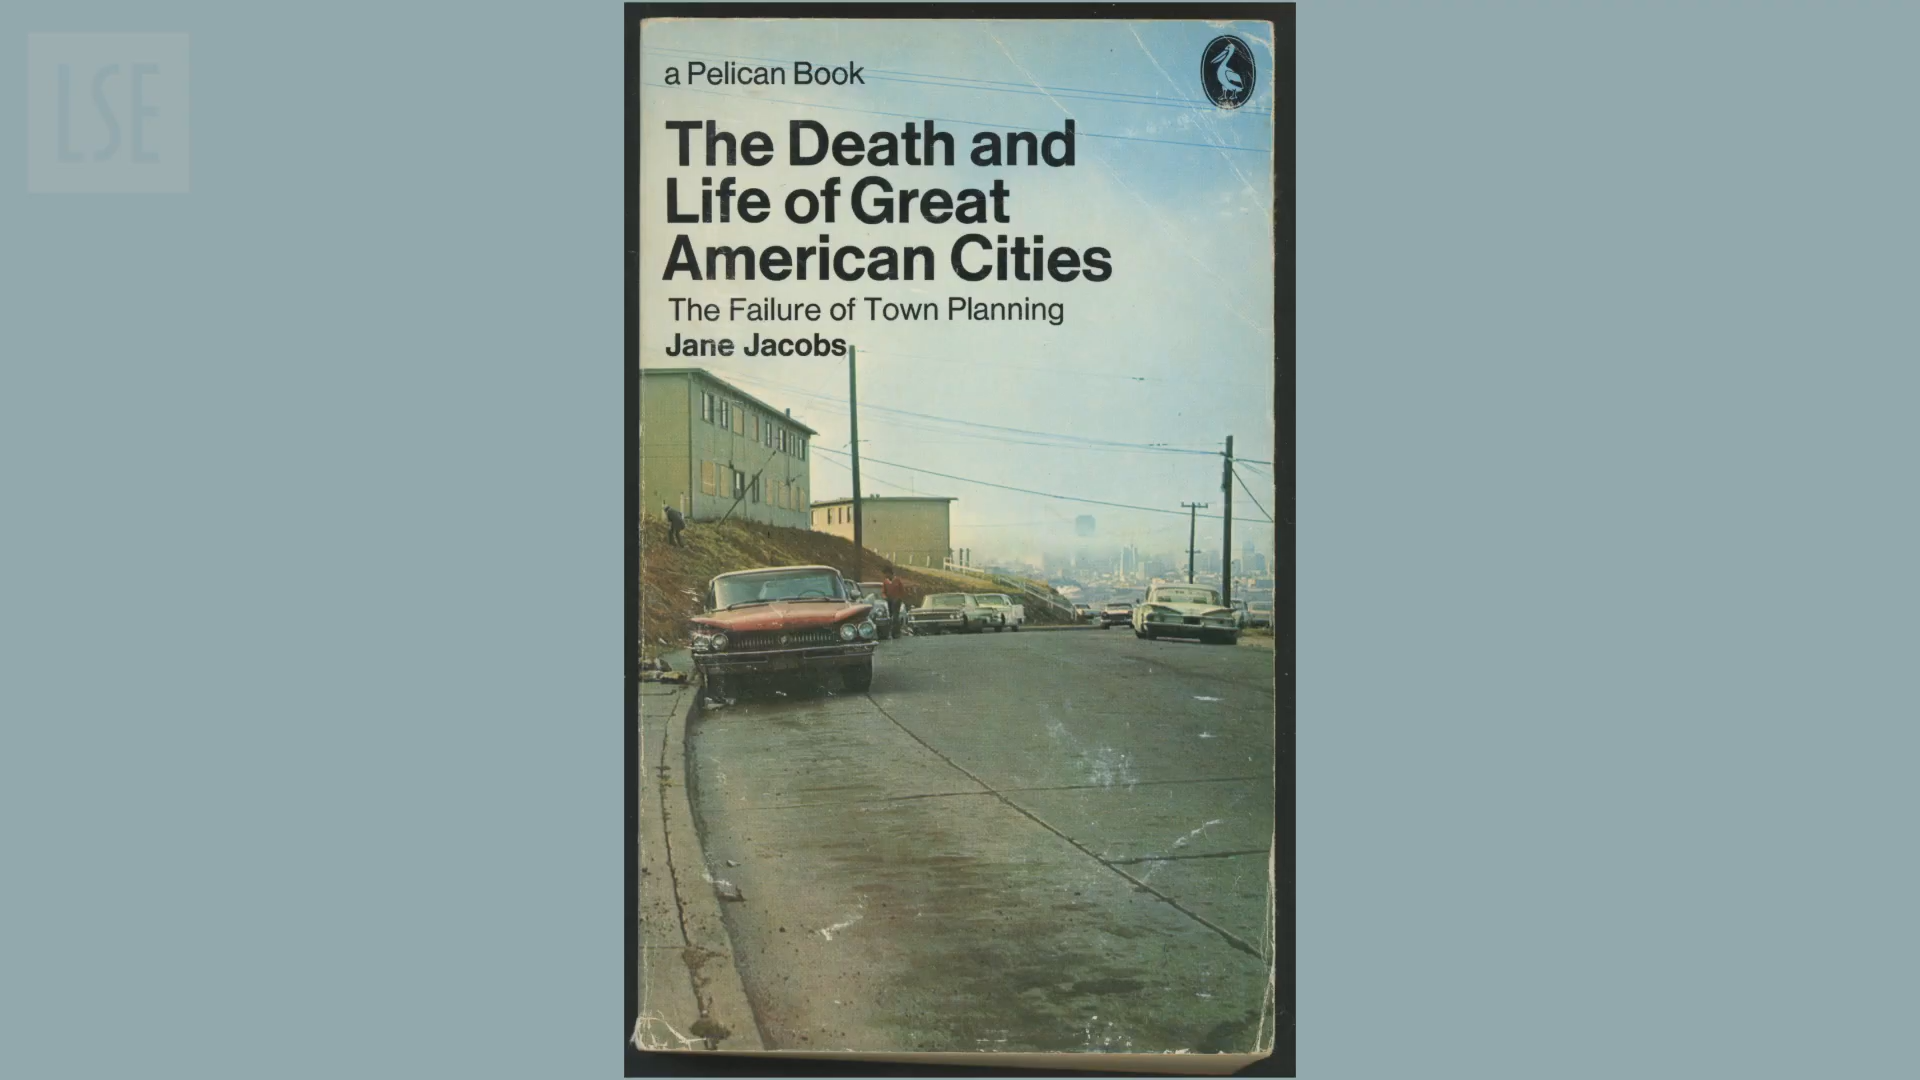 LSE
a Pelican Book
The Death and
Life of Great
American Cities
The Failure of Town Planning
Jane Jacobs